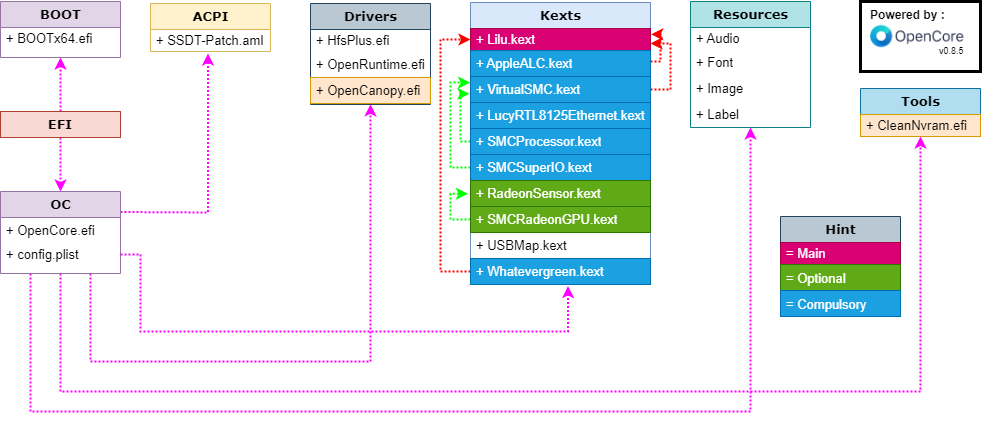 BOOT
+ BOOTx64.efi
EFI
OC
+ OpenCore.efi
+ config.plist
ACPI
+ SSDT-Patch.aml
Drivers
+ HfsPlus.efi
+ OpenRuntime.efi
+ OpenCanopy.efi
Kexts
+ Lilu.kext
+ AppleALC.kext
+ VirtualSMC.kext
+ LucyRTL8125Ethernet.kext
+ SMCProcessor.kext
+ SMCSuperIO.kext
+ RadeonSensor.kext
+ SMCRadeonGPU.kext
+ USBMap.kext
+ Whatevergreen.kext
Resources
+ Audio
+ Font
+ Image
+ Label
Powered by :
OpenCore
v0.8.5
Tools
+ CleanNvram.efi
Hint
= Main
= Optional
= Compulsory